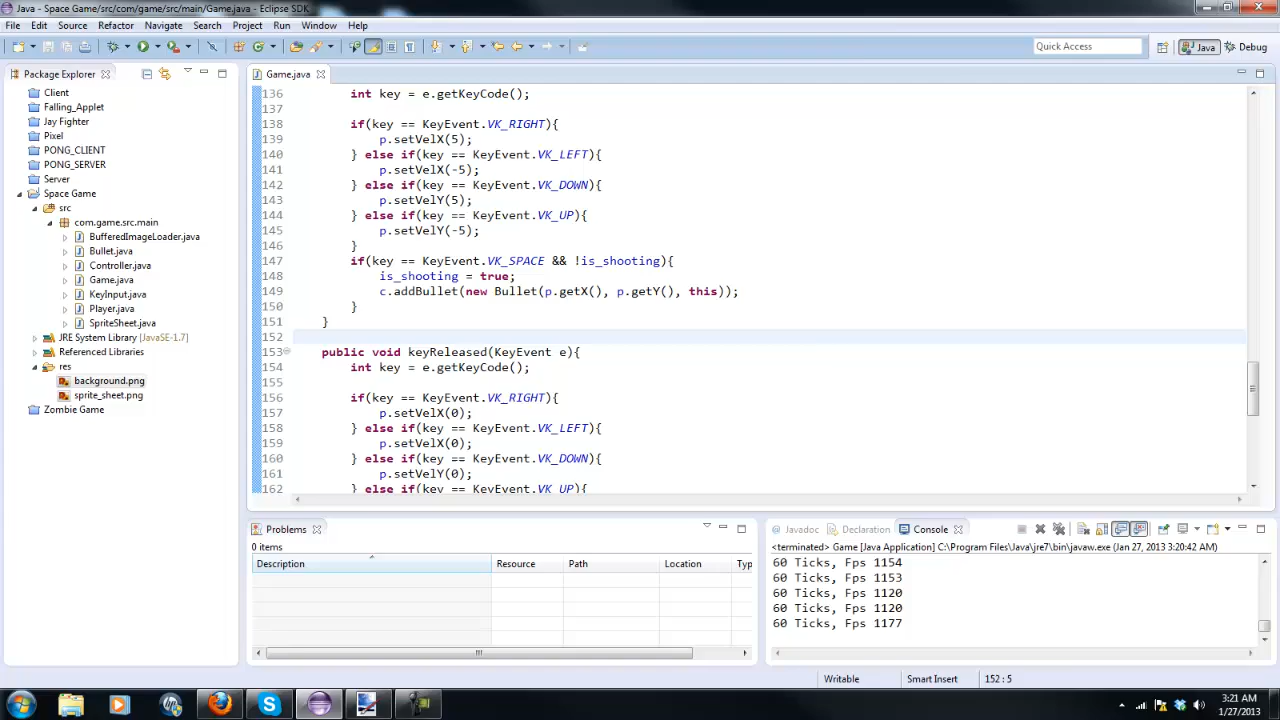 Java - Space Game/src/com/game/src/main/Game.java - Eclipse SDK
File Edit Source Refactor Navigate Search Project Run Window Help
Quick Access Java Debug
Package Explorer
Client
Falling_Applet
Jay Fighter
Pixel
PONG_CLIENT
PONG_SERVER
Server
Space Game
src
com.game.src.main
BufferedImageLoader.java
Bullet.java
Controller.java
Game.java
KeyInput.java
Player.java
SpriteSheet.java
JRE System Library [JavaSE-1.7]
Referenced Libraries
res
background.png
sprite_sheet.png
Zombie Game
Game.java
136 int key = e.getKeyCode();
137
138 if(key == KeyEvent.VK_RIGHT){
139 p.setVelX(5);
140 } else if(key == KeyEvent.VK_LEFT){
141 p.setVelX(-5);
142 } else if(key == KeyEvent.VK_DOWN){
143 p.setVelY(5);
144 } else if(key == KeyEvent.VK_UP){
145 p.setVelY(-5);
146 }
147 if(key == KeyEvent.VK_SPACE && !is_shooting){
148 is_shooting = true;
149 c.addBullet(new Bullet(p.getX(), p.getY(), this));
150 }
151 }
152
153 public void keyReleased(KeyEvent e){
154 int key = e.getKeyCode();
155
156 if(key == KeyEvent.VK_RIGHT){
157 p.setVelX(0);
158 } else if(key == KeyEvent.VK_LEFT){
159 p.setVelX(0);
160 } else if(key == KeyEvent.VK_DOWN){
161 p.setVelY(0);
162 } else if(key == KeyEvent.VK_UP){
Problems
0 items
Description Resource Path Location Typ
Javadoc Declaration Console
<terminated> Game [Java Application] C:\Program Files\Java\jre7\bin\javaw.exe (Jan 27, 2013 3:20:42 AM)
60 Ticks, Fps 1154
60 Ticks, Fps 1153
60 Ticks, Fps 1120
60 Ticks, Fps 1120
60 Ticks, Fps 1177
Writable Smart Insert 152 : 5
3:21 AM
1/27/2013